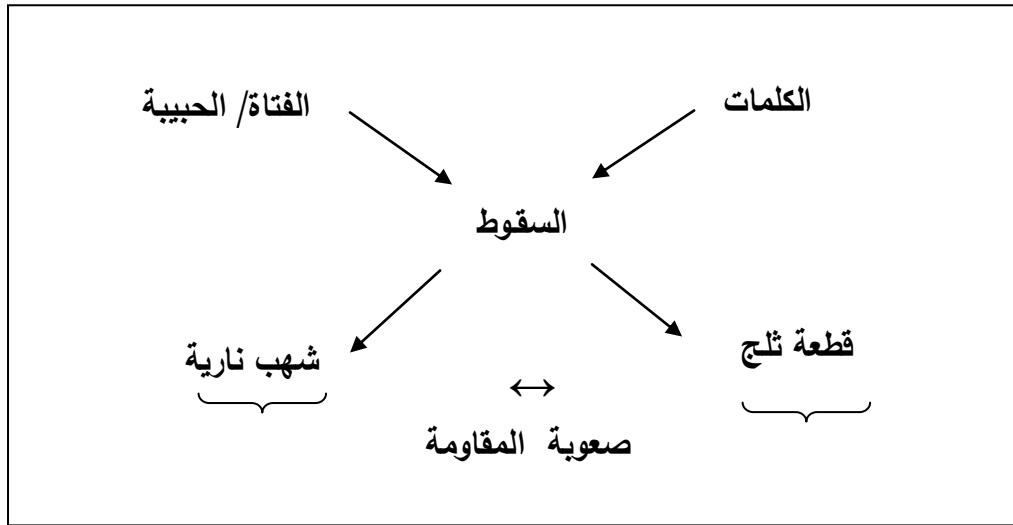 الكلمات
الفتاة/ الحبيبة
السقوط
قطعة ثلج
شهب نارية
↔
صعوبة المقاومة